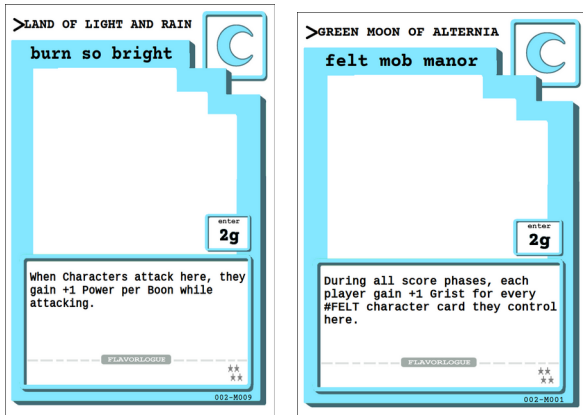 >LAND OF LIGHT AND RAIN
burn so bright
enter
2g
When Characters attack here, they
gain +1 Power per Boon while
attacking.
FLAVORLOGUE
002-M009
>GREEN MOON OF ALTERNIA
felt mob manor
enter
2g
During all score phases, each
player gain +1 Grist for every
#FELT character card they control
here.
FLAVORLOGUE
002-M001